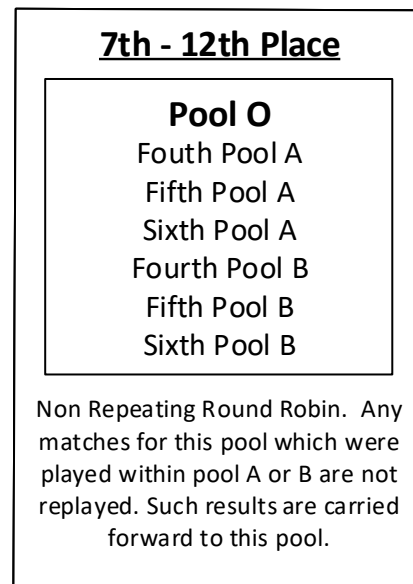 7th - 12th Place
Pool O
Fouth Pool A
Fifth Pool A
Sixth Pool A
Fourth Pool B
Fifth Pool B
Sixth Pool B
Non Repeating Round Robin. Any
matches for this pool which were
played within pool A or B are not
replayed. Such results are carried
forward to this pool.